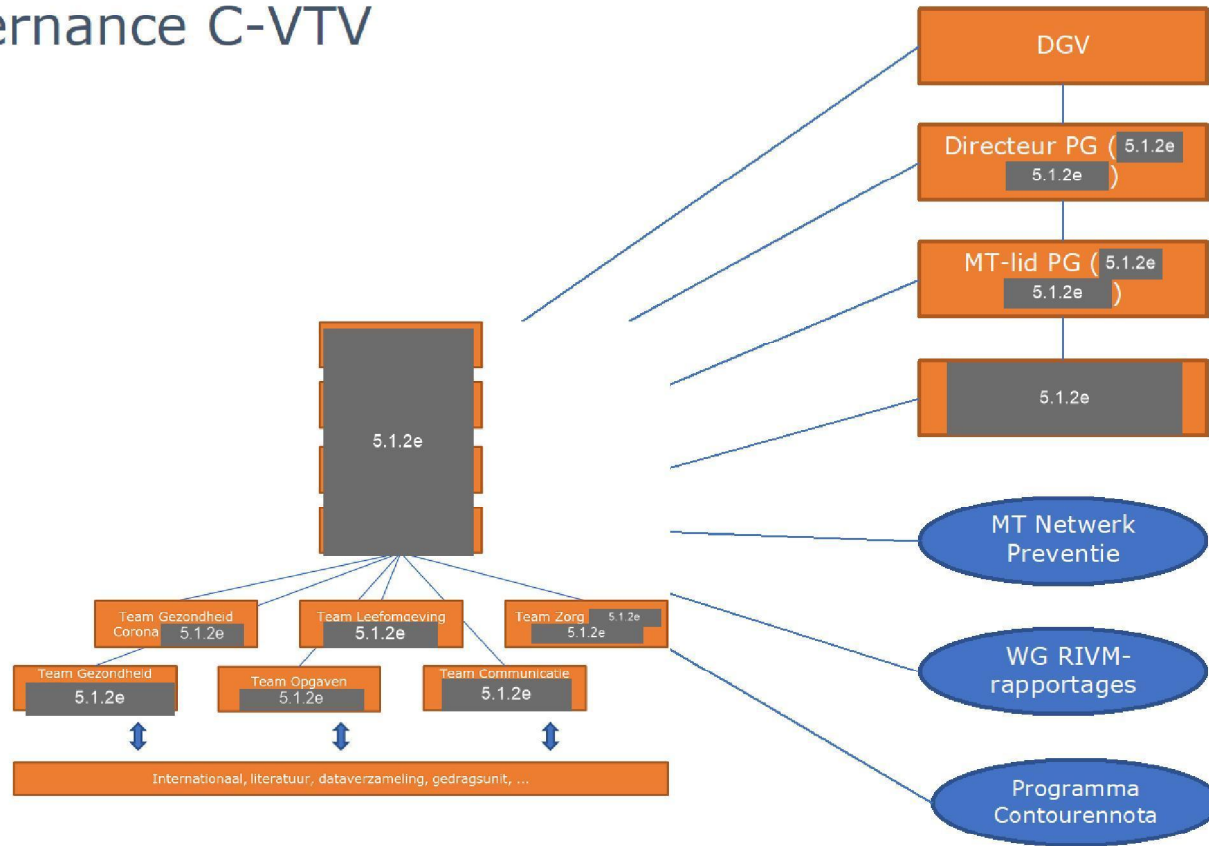 ernance C-VTV
DGV
Directeur PG ( 5.1.2e
5.1.2e )
MT-lid PG ( 5.1.2e
5.1.2e )
5.1.2e
5.1.2e
MT Netwerk
Preventie
WG RIVM-
rapportages
Programma
Contourennota
Team Gezondheid
Corona 5.1.2e
Team Leefomgeving
5.1.2e
Team Zorg 5.1.2e
5.1.2e
Team Gezondheid
5.1.2e
Team Opgaven
5.1.2e
Team Communicatie
5.1.2e
Internationaal, literatuur, dataverzameling, gedragsunit, ...